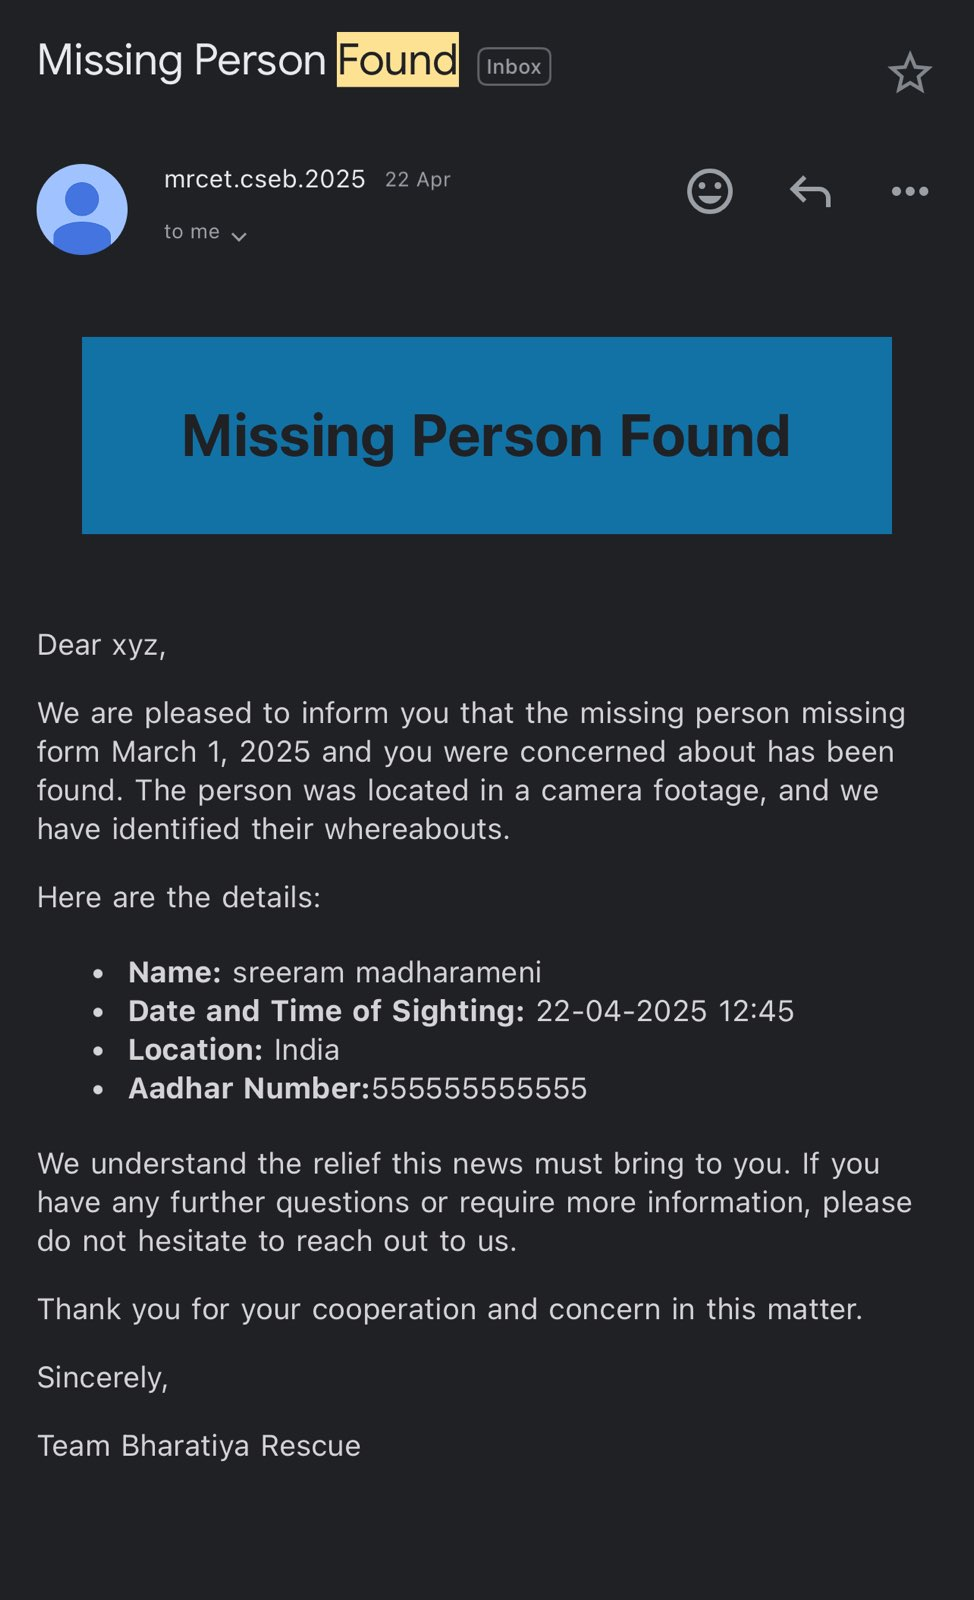 Missing Person Found Inbox
mrcet.cseb.2025 22 Apr
to me
Missing Person Found
Dear xyz,
We are pleased to inform you that the missing person missing
form March 1, 2025 and you were concerned about has been
found. The person was located in a camera footage, and we
have identified their whereabouts.
Here are the details:
• Name: sreeram madharameni
• Date and Time of Sighting: 22-04-2025 12:45
• Location: India
• Aadhar Number:555555555555
We understand the relief this news must bring to you. If you
have any further questions or require more information, please
do not hesitate to reach out to us.
Thank you for your cooperation and concern in this matter.
Sincerely,
Team Bharatiya Rescue